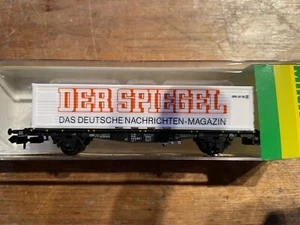 DER SPIEGEL
DAS DEUTSCHE NACHRICHTEN-MAGAZIN